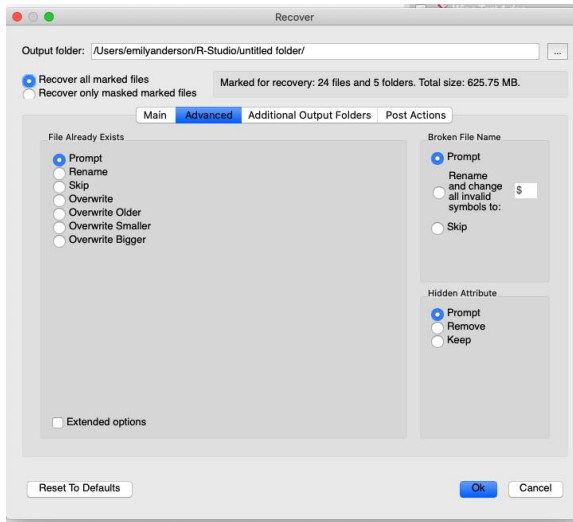 Recover
Output folder: /Users/emilyanderson/R-Studio/untitled folder/ ...
Recover all marked files
Recover only masked marked files
Marked for recovery: 24 files and 5 folders. Total size: 625.75 MB.
Main Advanced Additional Output Folders Post Actions
File Already Exists
Prompt
Rename
Skip
Overwrite
Overwrite Older
Overwrite Smaller
Overwrite Bigger
Extended options
Broken File Name
Prompt
Rename
and change
all invalid $
symbols to:
Skip
Hidden Attribute
Prompt
Remove
Keep
Reset To Defaults Ok Cancel